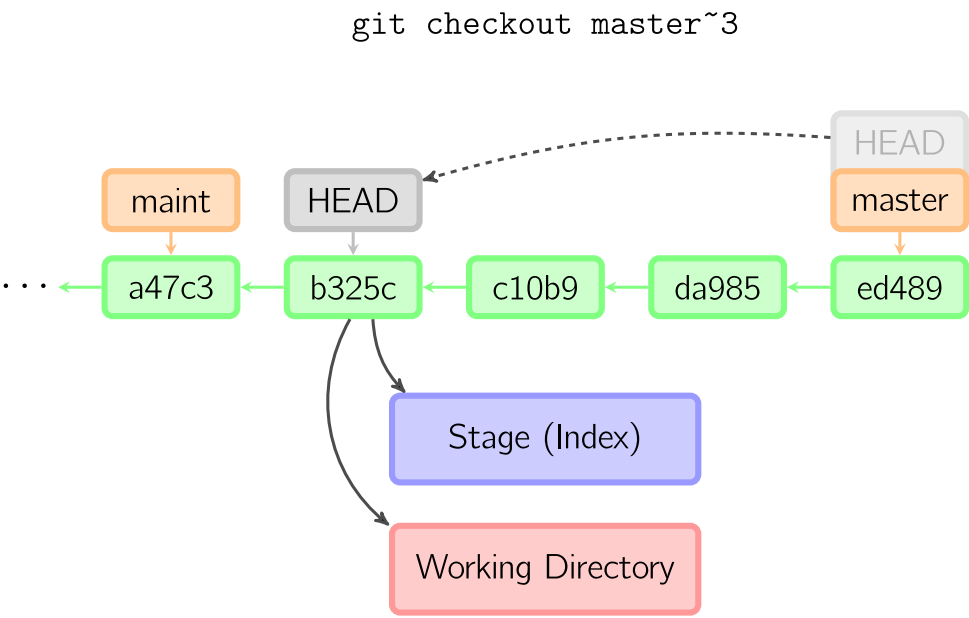 git checkout master~3
HEAD
maint
HEAD
master
...
a47c3
b325c
c10b9
da985
ed489
Stage (Index)
Working Directory